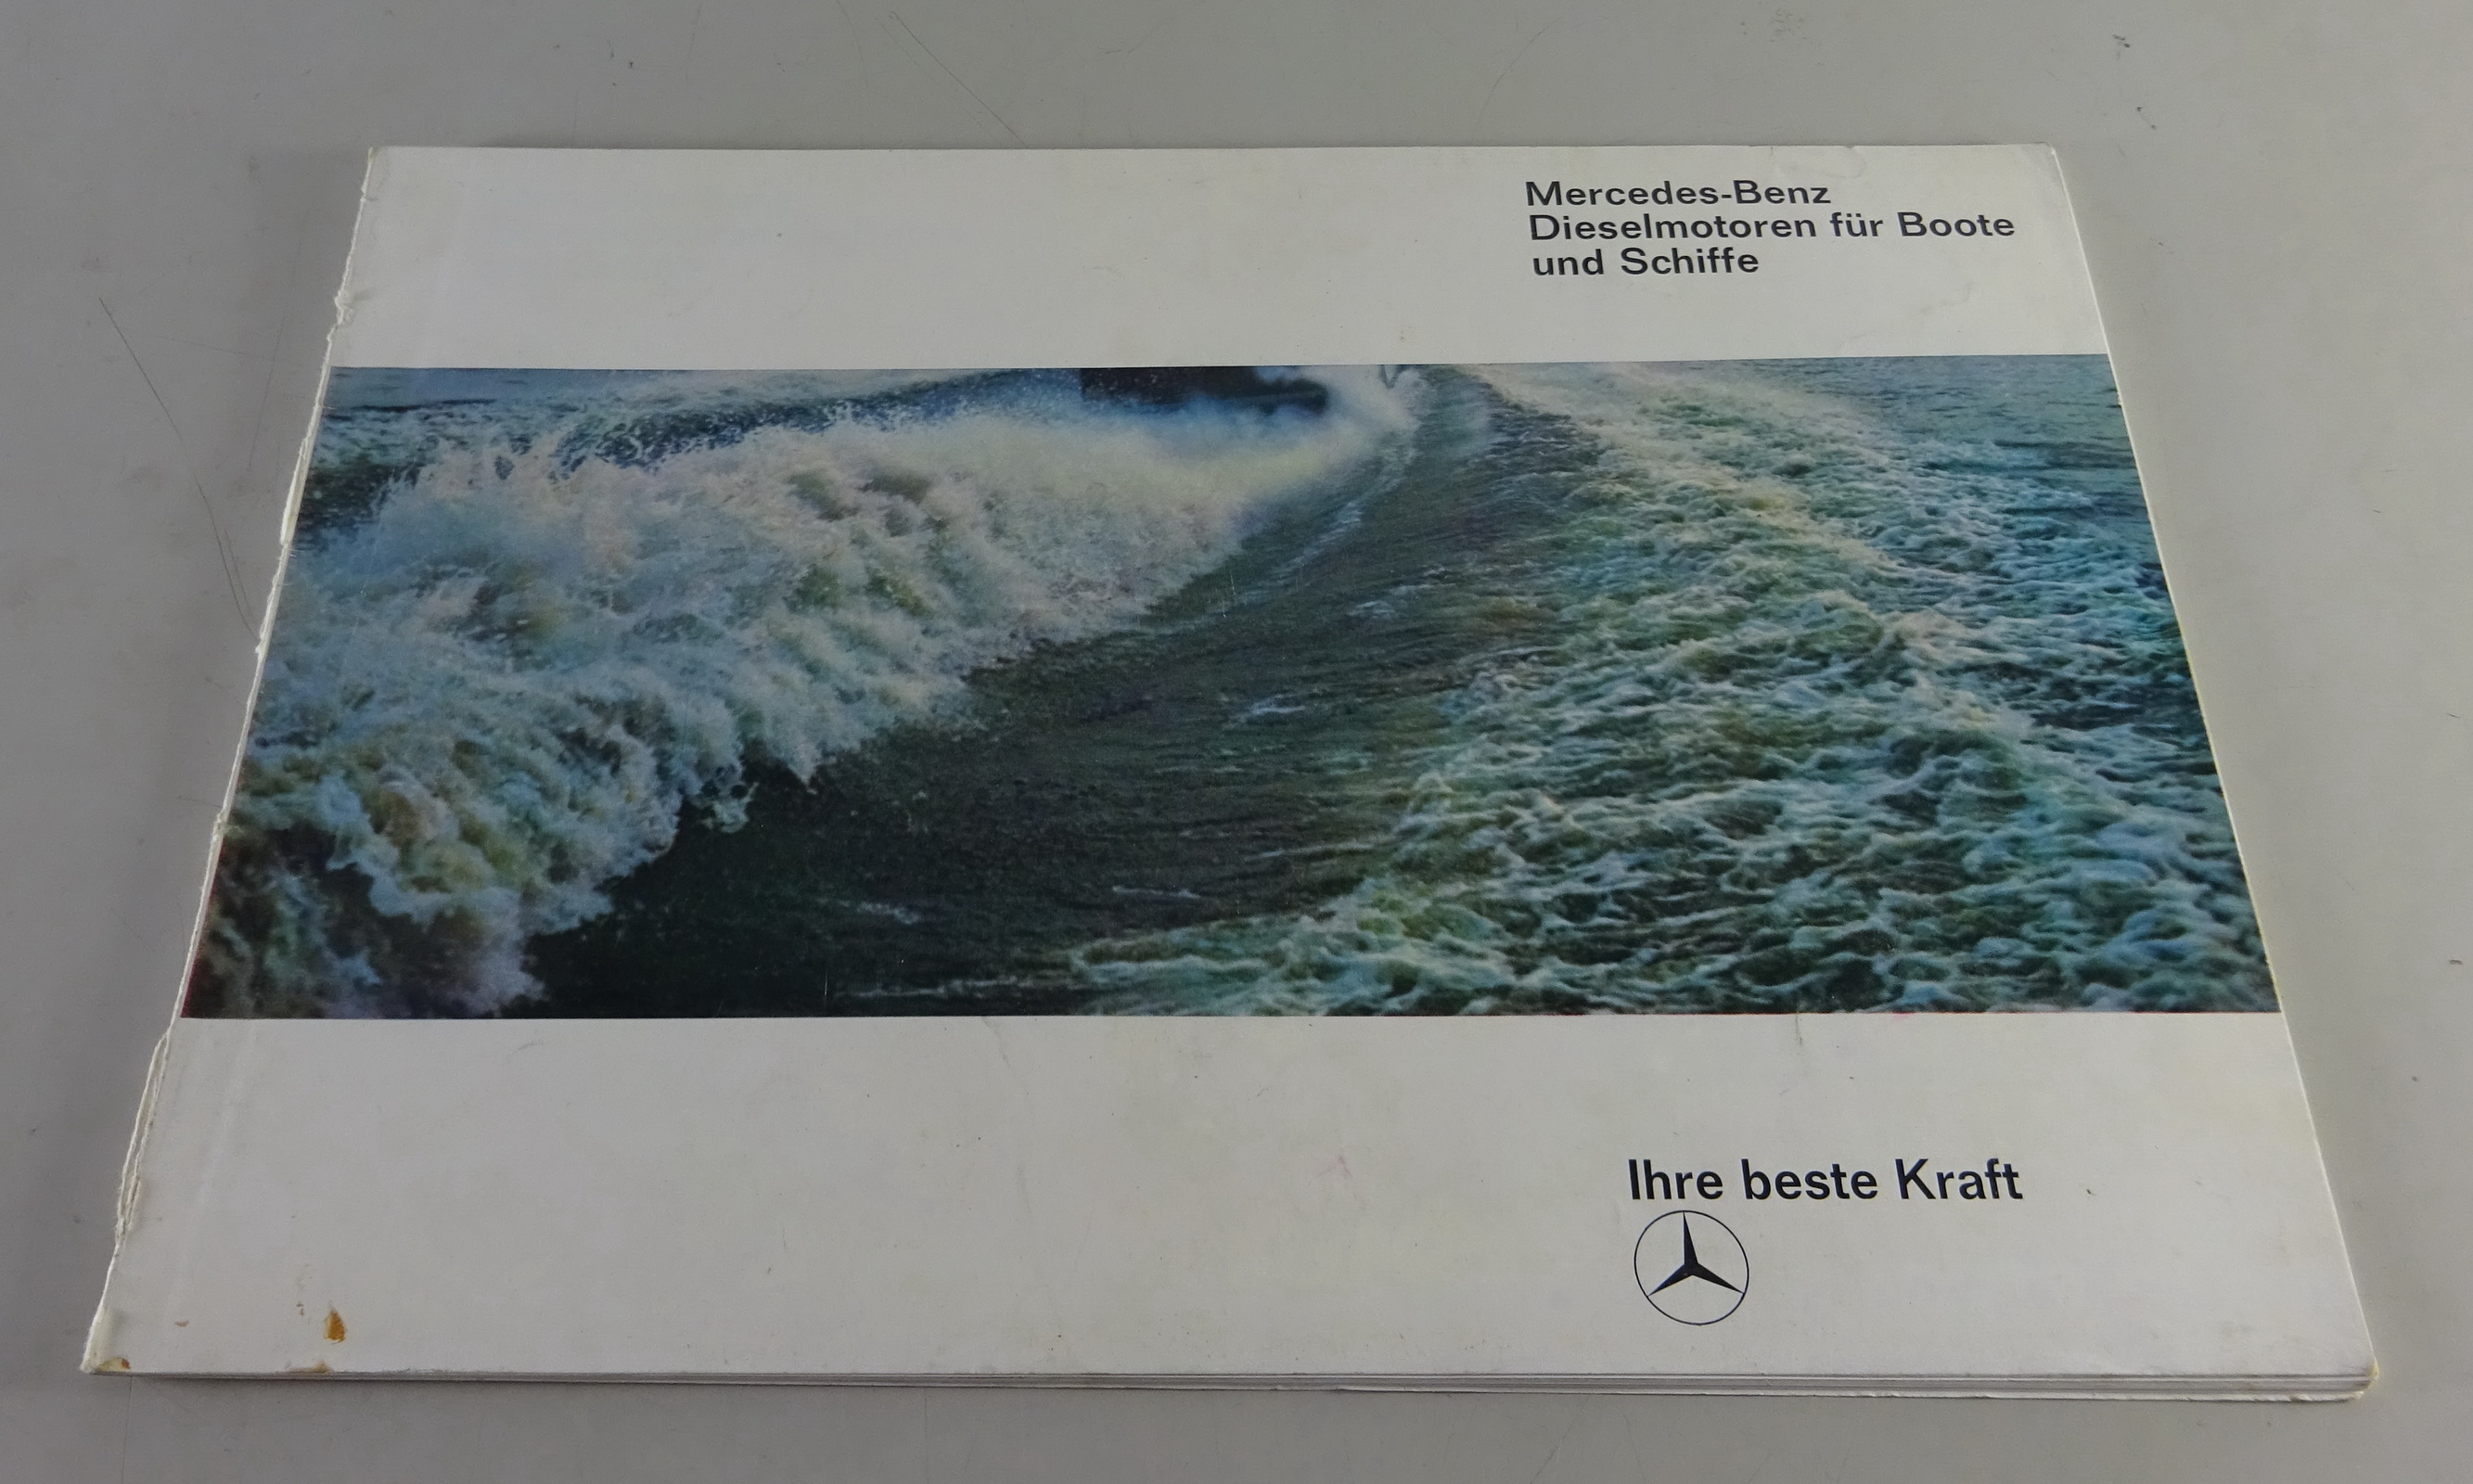 Mercedes-Benz
Dieselmotoren für Boote
und Schiffe
Ihre beste Kraft